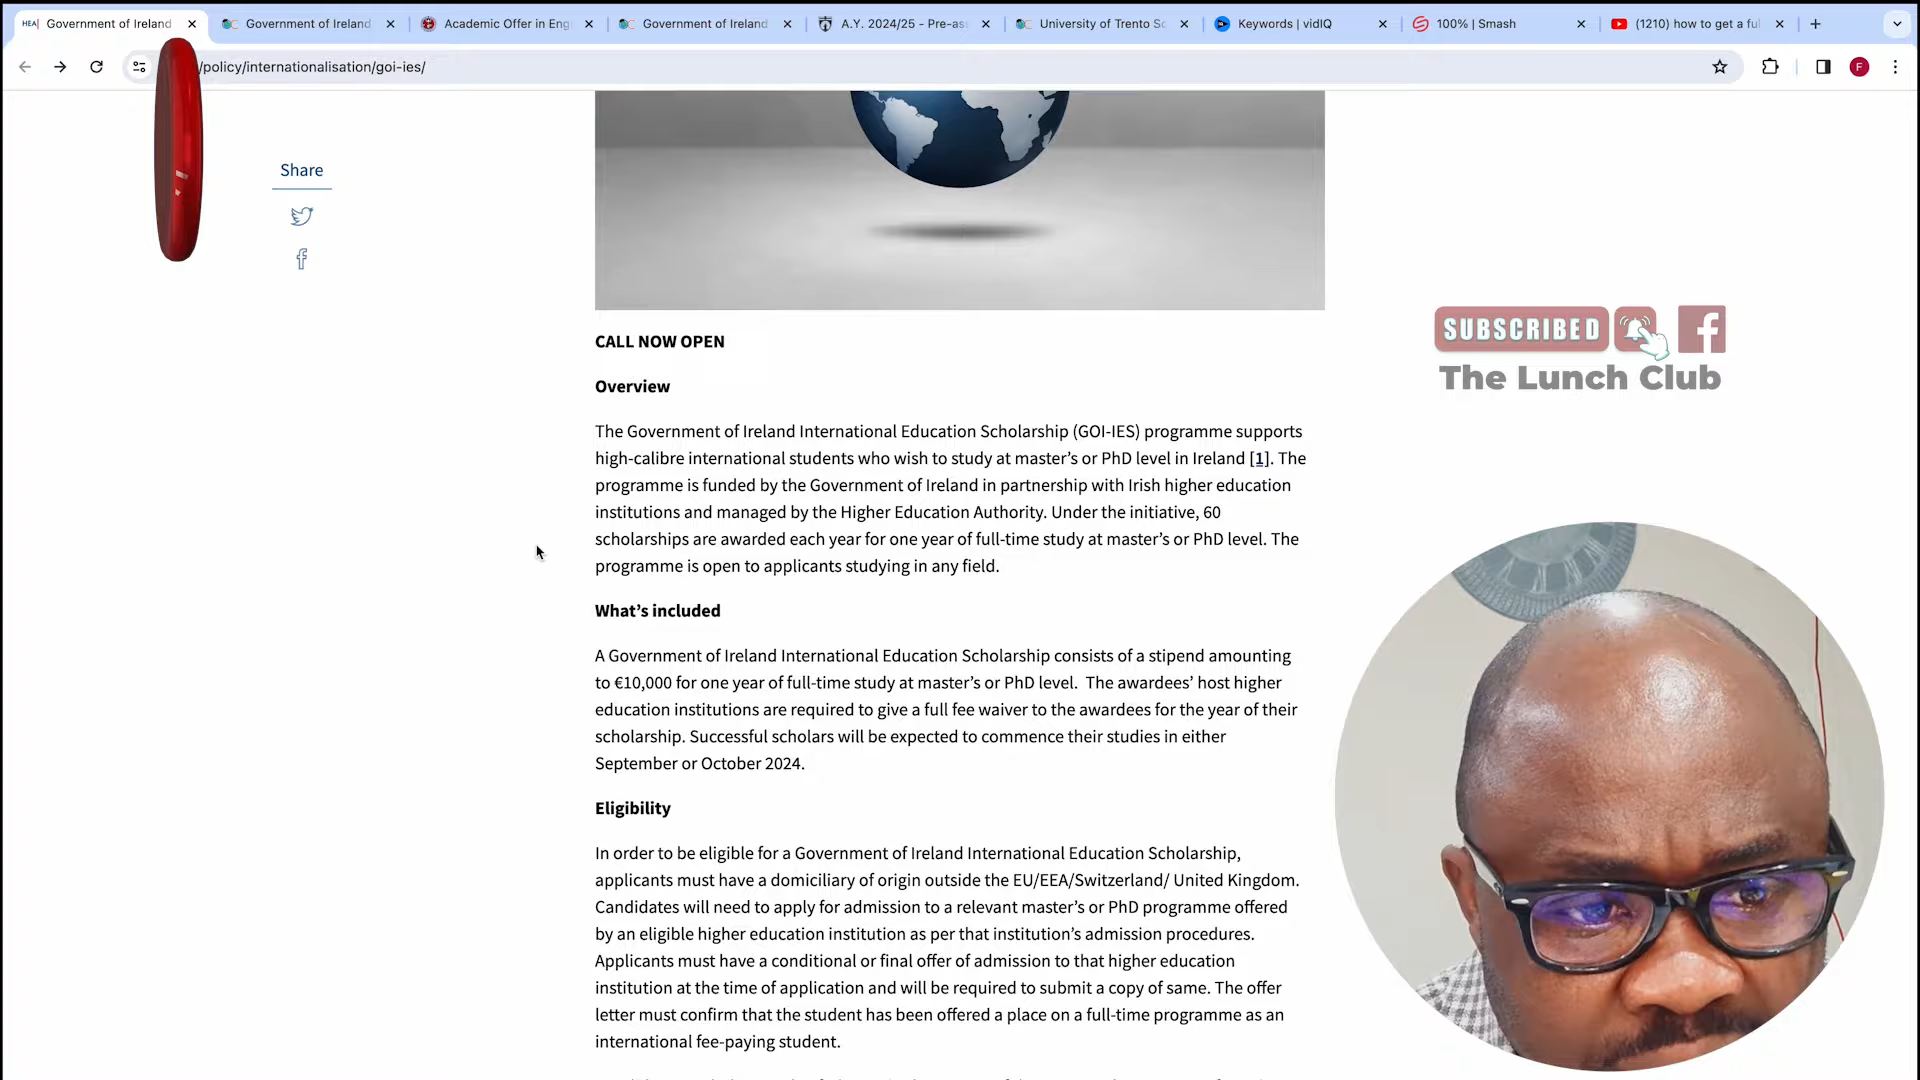 HEA| Government of Ireland
Government of Ireland
Academic Offer in Eng
Government of Ireland
A.Y. 2024/25 - Pre-as
University of Trento Sc
Keywords | vidIQ
100% | Smash
(1210) how to get a ful
/policy/internationalisation/goi-ies/
F
Share
CALL NOW OPEN
Overview
The Government of Ireland International Education Scholarship (GOI-IES) programme supports
high-calibre international students who wish to study at master’s or PhD level in Ireland [1]. The
programme is funded by the Government of Ireland in partnership with Irish higher education
institutions and managed by the Higher Education Authority. Under the initiative, 60
scholarships are awarded each year for one year of full-time study at master’s or PhD level. The
programme is open to applicants studying in any field.
What’s included
A Government of Ireland International Education Scholarship consists of a stipend amounting
to €10,000 for one year of full-time study at master’s or PhD level. The awardees’ host higher
education institutions are required to give a full fee waiver to the awardees for the year of their
scholarship. Successful scholars will be expected to commence their studies in either
September or October 2024.
Eligibility
In order to be eligible for a Government of Ireland International Education Scholarship,
applicants must have a domiciliary of origin outside the EU/EEA/Switzerland/ United Kingdom.
Candidates will need to apply for admission to a relevant master’s or PhD programme offered
by an eligible higher education institution as per that institution’s admission procedures.
Applicants must have a conditional or final offer of admission to that higher education
institution at the time of application and will be required to submit a copy of same. The offer
letter must confirm that the student has been offered a place on a full-time programme as an
international fee-paying student.
SUBSCRIBED
The Lunch Club